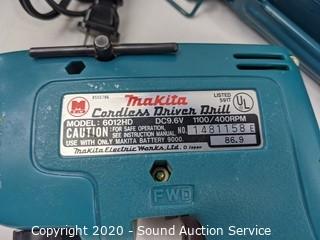 makita
LISTED
Cordless Driver Drill
MODEL: 6012HD DC9.6V 1100/400RPM
CAUTION FOR SAFE OPERATION, SEE INSTRUCTION MANUAL.
NO. 1481158E
USE WITH ONLY MAKITA BATTERY 9000
86.9
Makita Electric Works Ltd. Japan
FWD
Copyright 2020 - Sound Auction Service